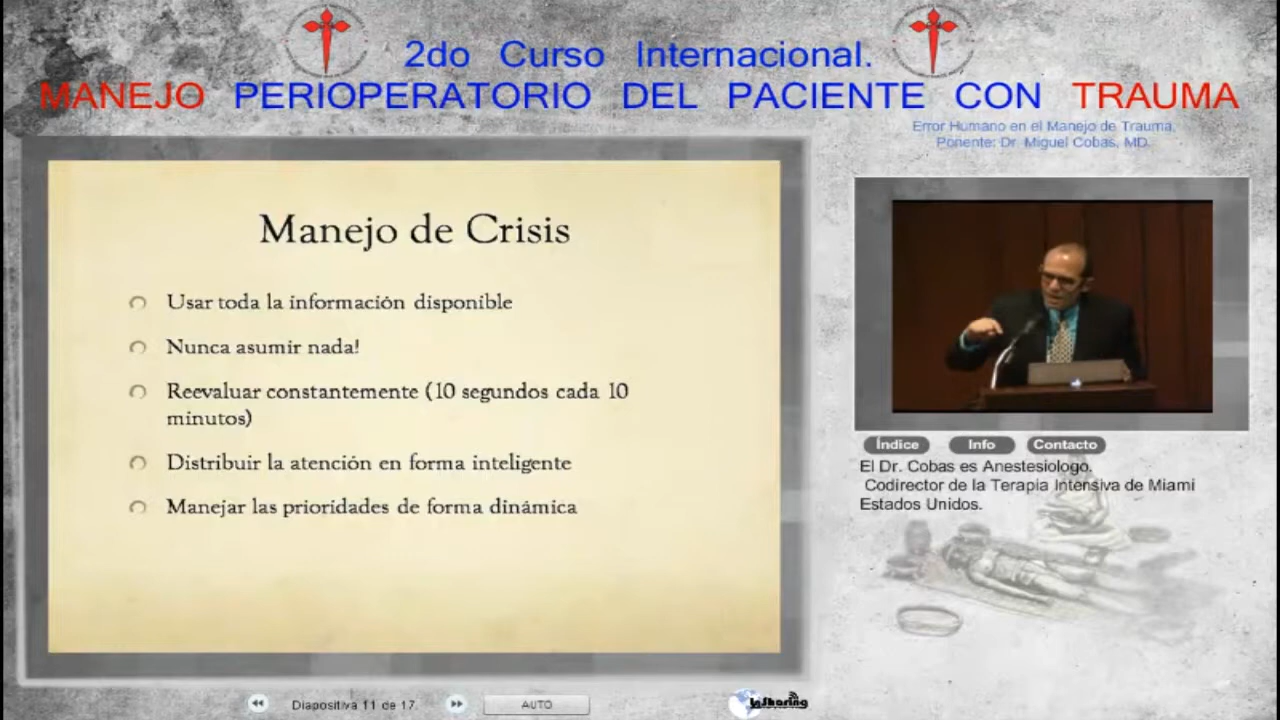 2do Curso Internacional.
MANEJO PERIOPERATORIO DEL PACIENTE CON TRAUMA
Error Humano en el Manejo de Trauma.
Ponente: Dr. Miguel Cobas, MD.
Manejo de Crisis
Usar toda la información disponible
Nunca asumir nada!
Reevaluar constantemente (10 segundos cada 10
minutos)
Distribuir la atención en forma inteligente
Manejar las prioridades de forma dinámica
Índice Info Contacto
El Dr. Cobas es Anestesiologo.
Codirector de la Terapia Intensiva de Miami
Estados Unidos.
Diapositiva 11 de 17.
AUTO